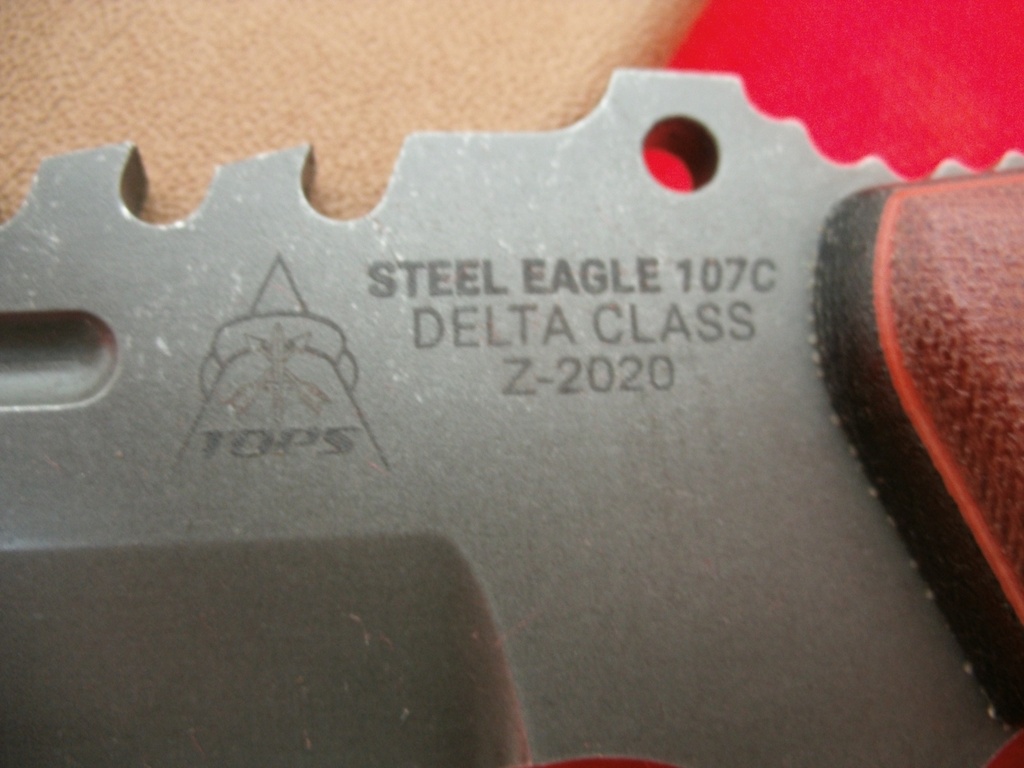 STEEL EAGLE 107C
DELTA CLASS
Z-2020
TOPS